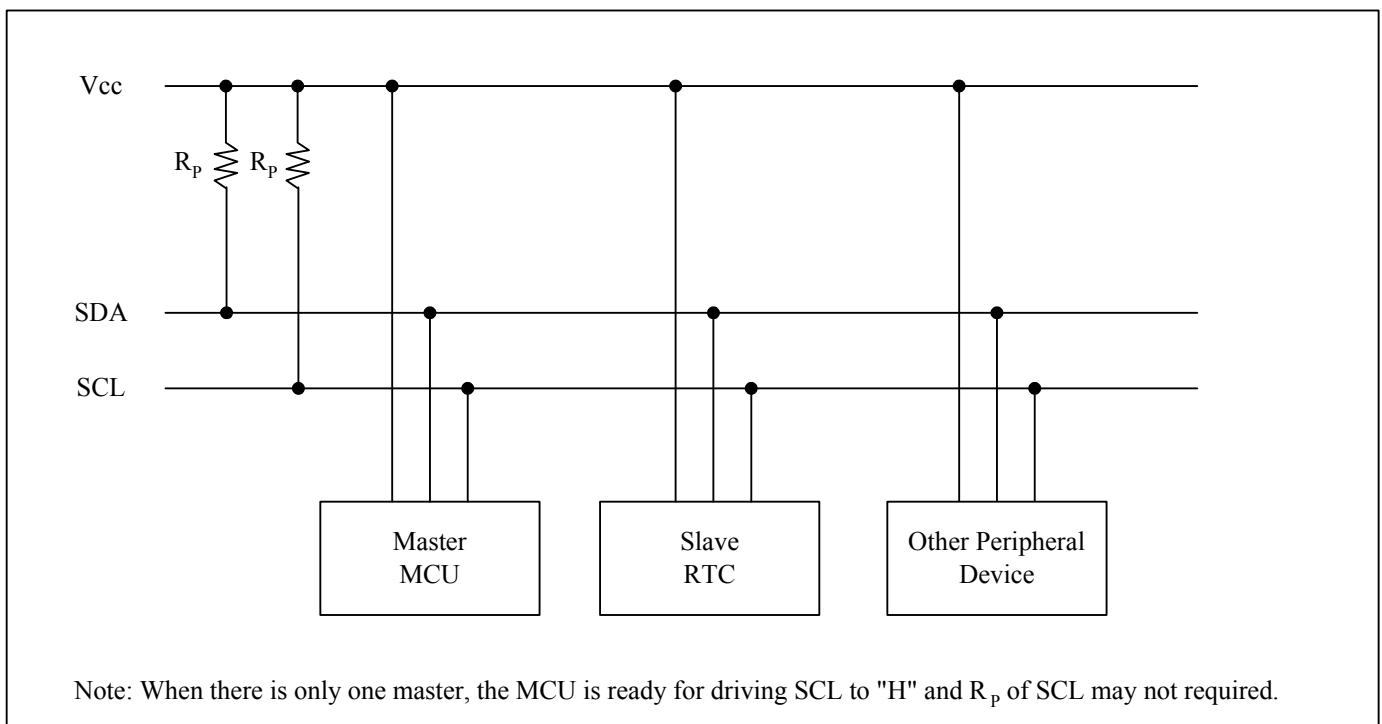 Vcc
R_P R_P
SDA
SCL
Master
MCU
Slave
RTC
Other Peripheral
Device
Note: When there is only one master, the MCU is ready for driving SCL to "H" and R_P of SCL may not required.